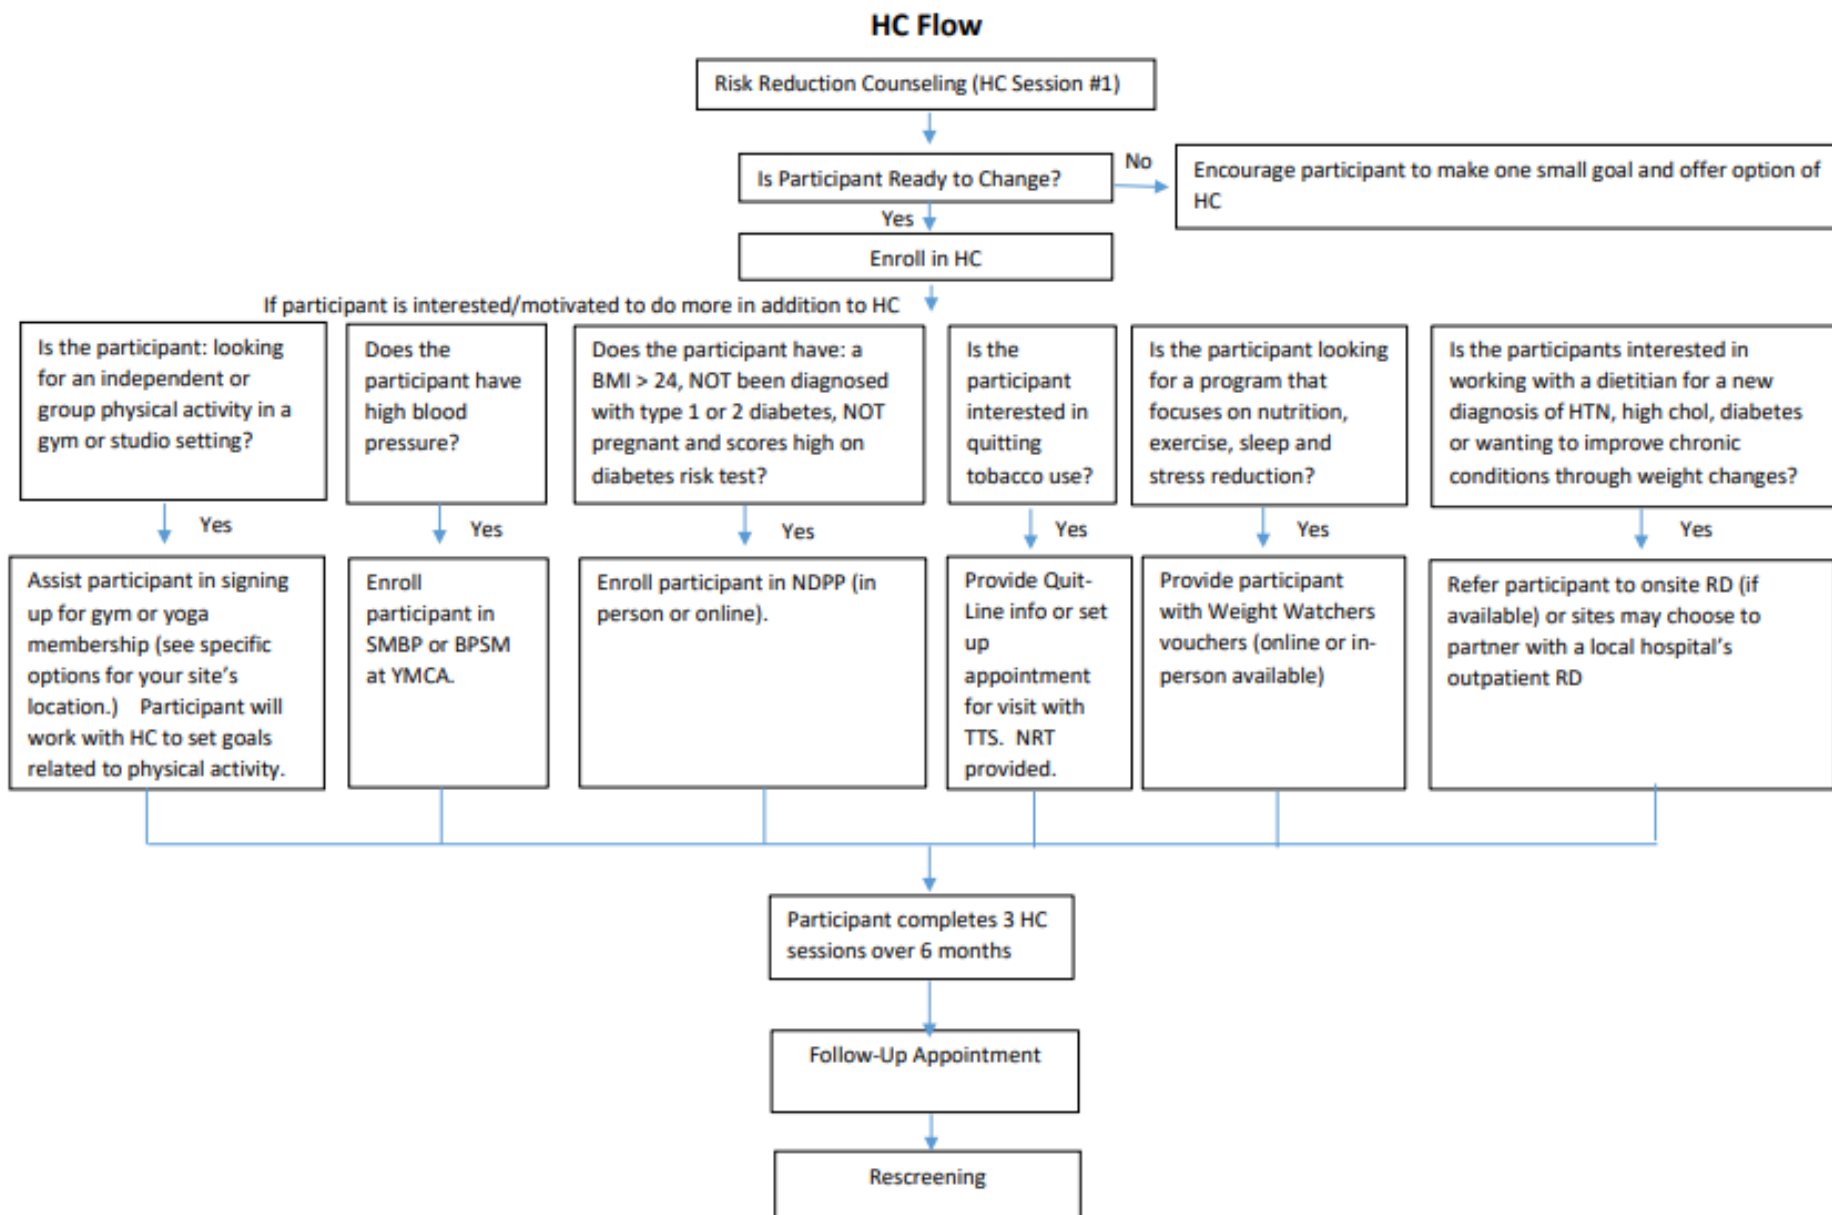 HC Flow
Risk Reduction Counseling (HC Session #1)
Is Participant Ready to Change?
No
Encourage participant to make one small goal and offer option of
HC
Yes
Enroll in HC
If participant is interested/motivated to do more in addition to HC
Is the participant: looking
for an independent or
group physical activity in a
gym or studio setting?
Does the
participant have
high blood
pressure?
Does the participant have: a
BMI > 24, NOT been diagnosed
with type 1 or 2 diabetes, NOT
pregnant and scores high on
diabetes risk test?
Is the
participant
interested in
quitting
tobacco use?
Is the participant looking
for a program that
focuses on nutrition,
exercise, sleep and
stress reduction?
Is the participants interested in
working with a dietitian for a new
diagnosis of HTN, high chol, diabetes
or wanting to improve chronic
conditions through weight changes?
Yes
Yes
Yes
Yes
Yes
Yes
Assist participant in signing
up for gym or yoga
membership (see specific
options for your site's
location.) Participant will
work with HC to set goals
related to physical activity.
Enroll
participant in
SMBP or BPSM
at YMCA.
Enroll participant in NDPP (in
person or online).
Provide Quit-
Line info or set
up
appointment
for visit with
TTS. NRT
provided.
Provide participant
with Weight Watchers
vouchers (online or in-
person available)
Refer participant to onsite RD (if
available) or sites may choose to
partner with a local hospital's
outpatient RD
Participant completes 3 HC
sessions over 6 months
Follow-Up Appointment
Rescreening